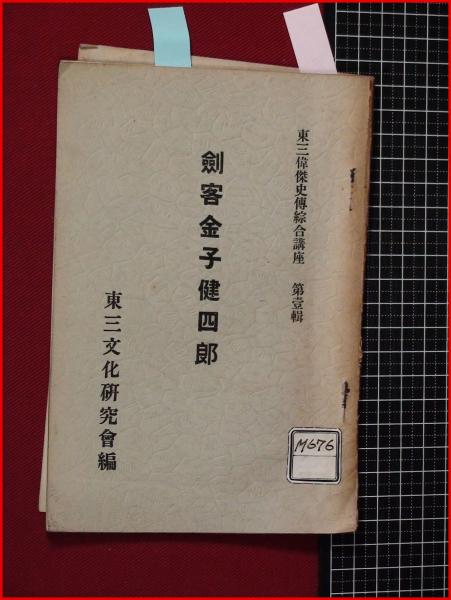 東三偉傑史傳綜合講座 第壹輯
劍客金子健四郎
東三文化研究會編
M676